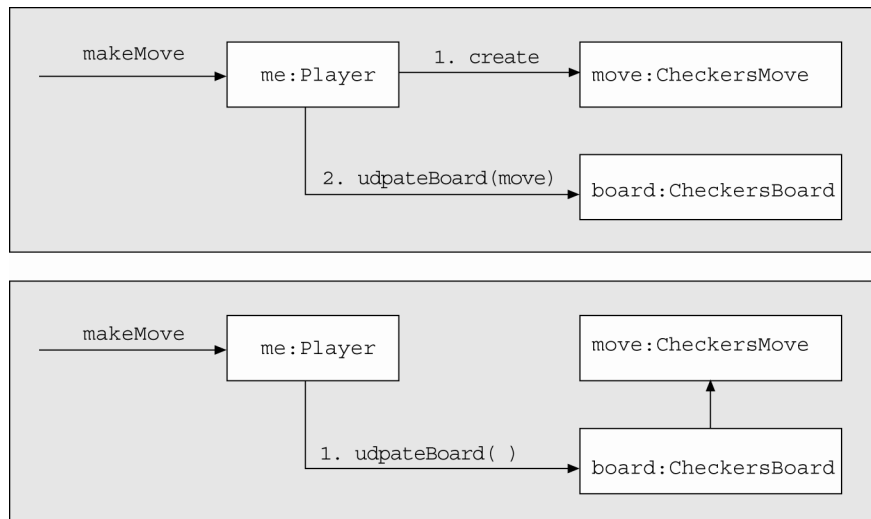 makeMove
me:Player
1. create
move:CheckersMove
2. udpateBoard(move)
board:CheckersBoard
makeMove
me:Player
move:CheckersMove
1. udpateBoard( )
board:CheckersBoard